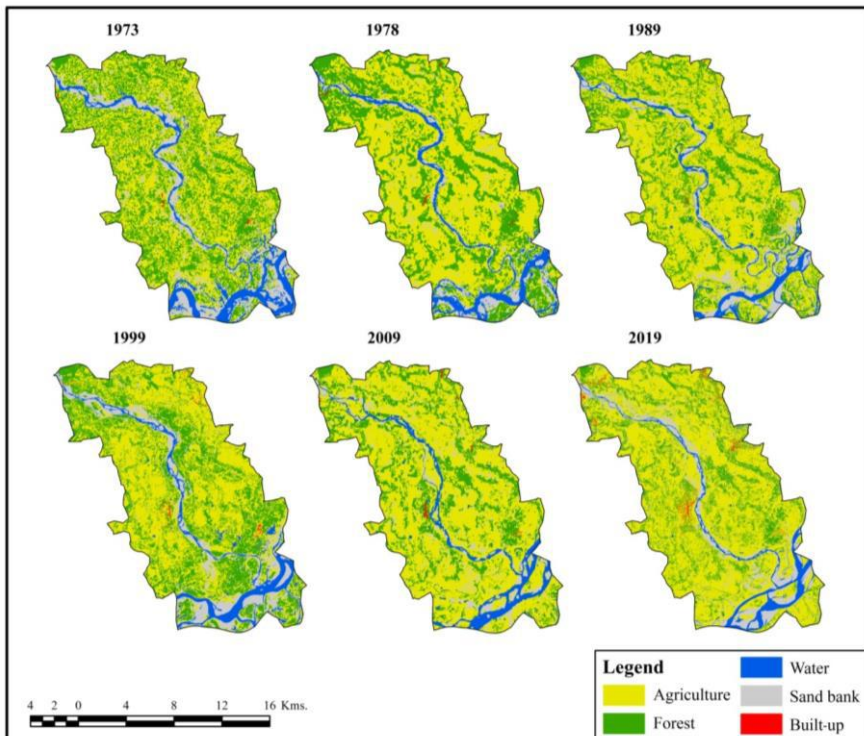 1973
1978
1989
1999
2009
2019
4 2 0 4 8 12 16 Kms.
Legend
Agriculture
Forest
Water
Sand bank
Built-up